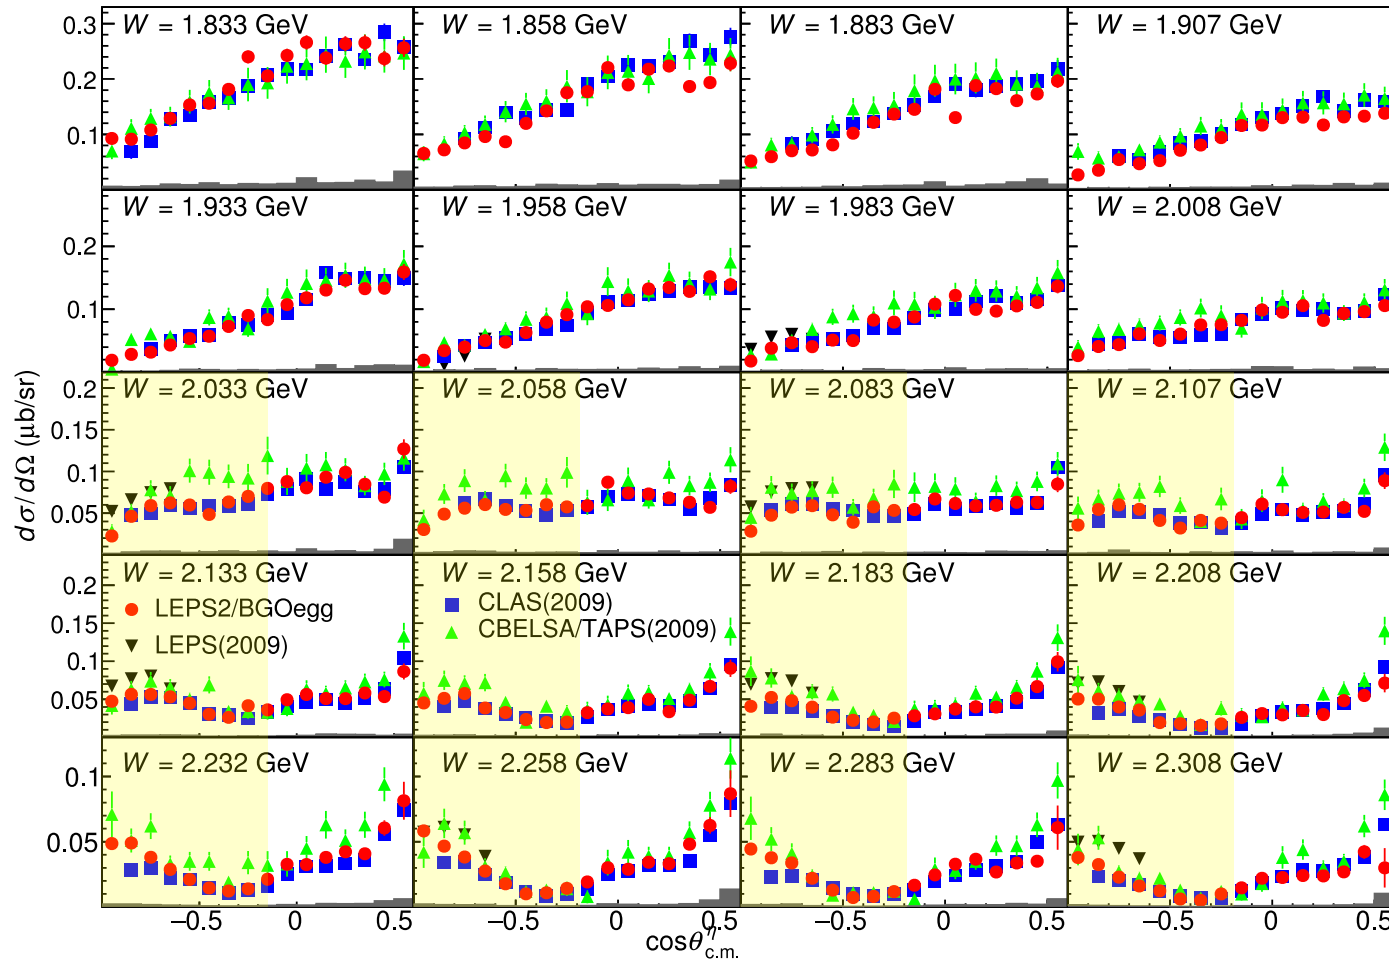 W = 1.833 GeV W = 1.858 GeV W = 1.883 GeV W = 1.907 GeV
0.3
0.2
0.1
W = 1.933 GeV W = 1.958 GeV W = 1.983 GeV W = 2.008 GeV
0.2
0.1
dσ/dΩ (μb/sr)
W = 2.033 GeV W = 2.058 GeV W = 2.083 GeV W = 2.107 GeV
0.2
0.15
0.1
0.05
W = 2.133 GeV W = 2.158 GeV W = 2.183 GeV W = 2.208 GeV
0.2
LEPS2/BGOegg CLAS(2009)
0.15
LEPS(2009) CBELSA/TAPS(2009)
0.1
0.05
W = 2.232 GeV W = 2.258 GeV W = 2.283 GeV W = 2.308 GeV
0.1
0.05
−0.5 0 0.5 −0.5 0 0.5 −0.5 0 0.5 −0.5 0 0.5
cosθ^η_c.m.